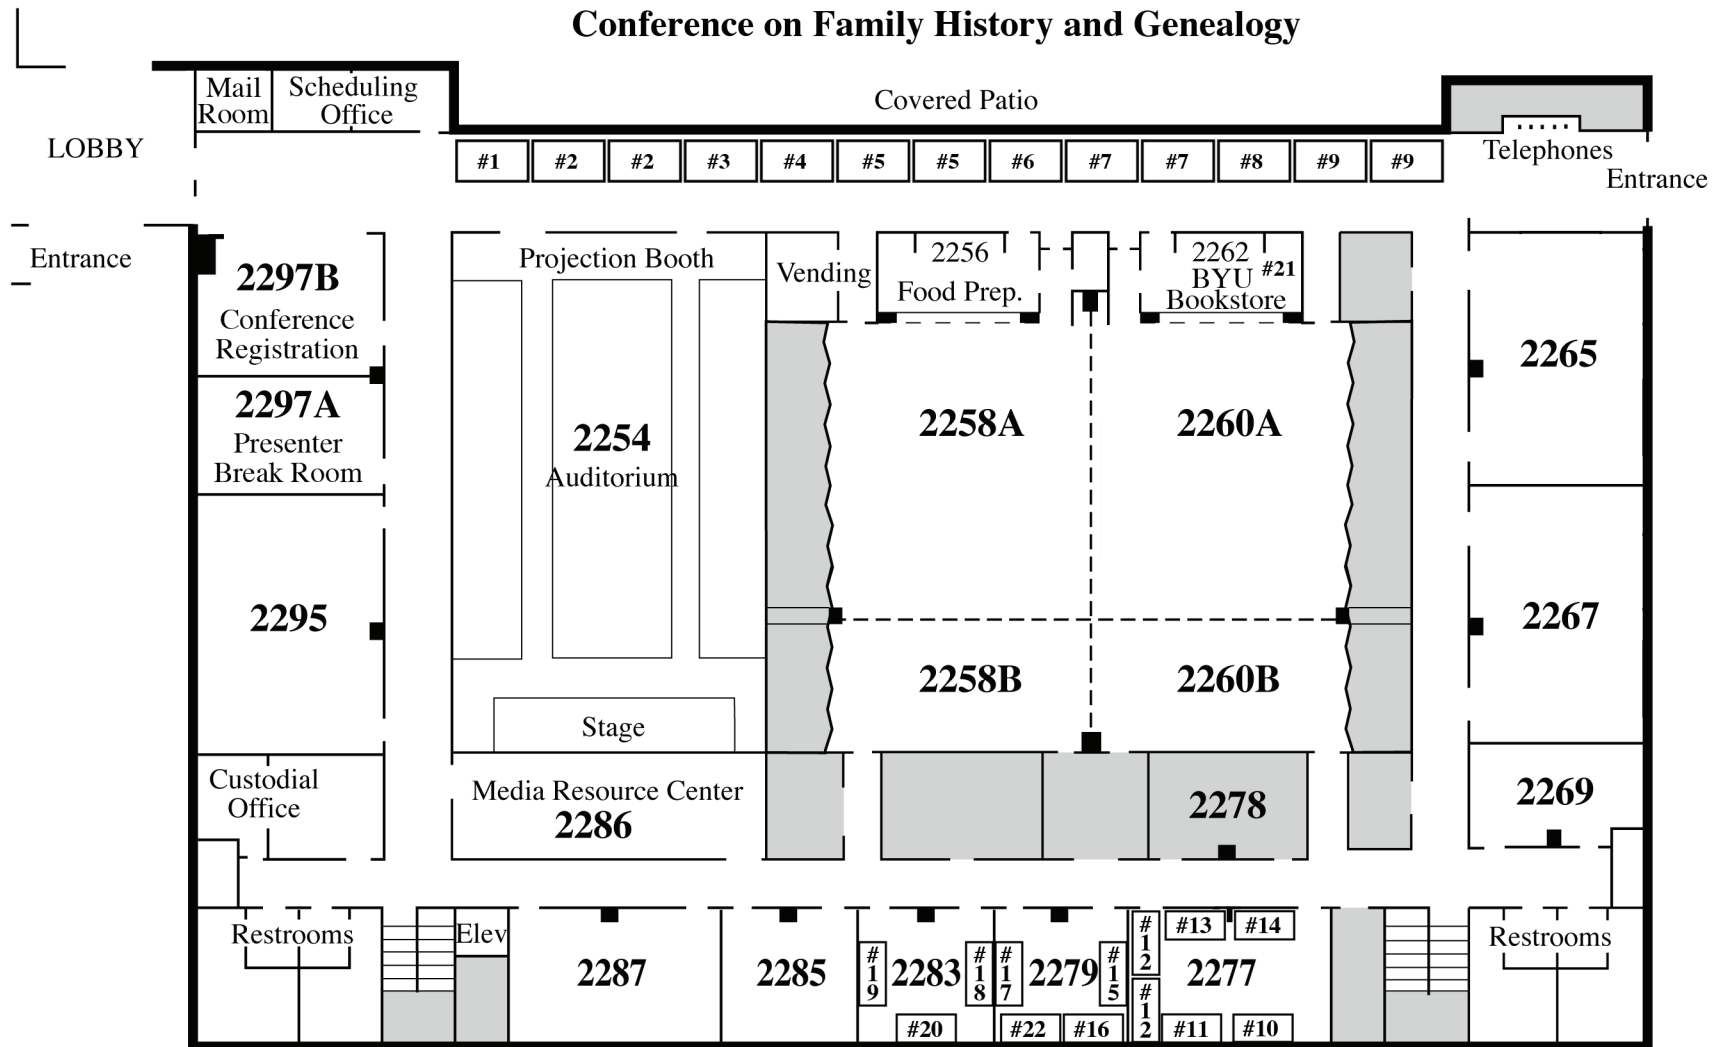 Conference on Family History and Genealogy
Mail
Room
Scheduling
Office
Covered Patio
LOBBY
#1
#2
#2
#3
#4
#5
#5
#6
#7
#7
#8
#9
#9
Telephones
Entrance
Entrance
2297B
Conference
Registration
Projection Booth
Vending
2256
Food Prep.
2262
BYU
#21
Bookstore
2265
2297A
Presenter
Break Room
2254
Auditorium
2258A
2260A
2295
2267
2258B
2260B
Stage
Custodial
Office
Media Resource Center
2286
2278
2269
Restrooms
Elev
2287
2285
#19
2283
#18
#20
#17
2279
#15
#22
#16
#12
#12
#13
#14
2277
#11
#10
Restrooms